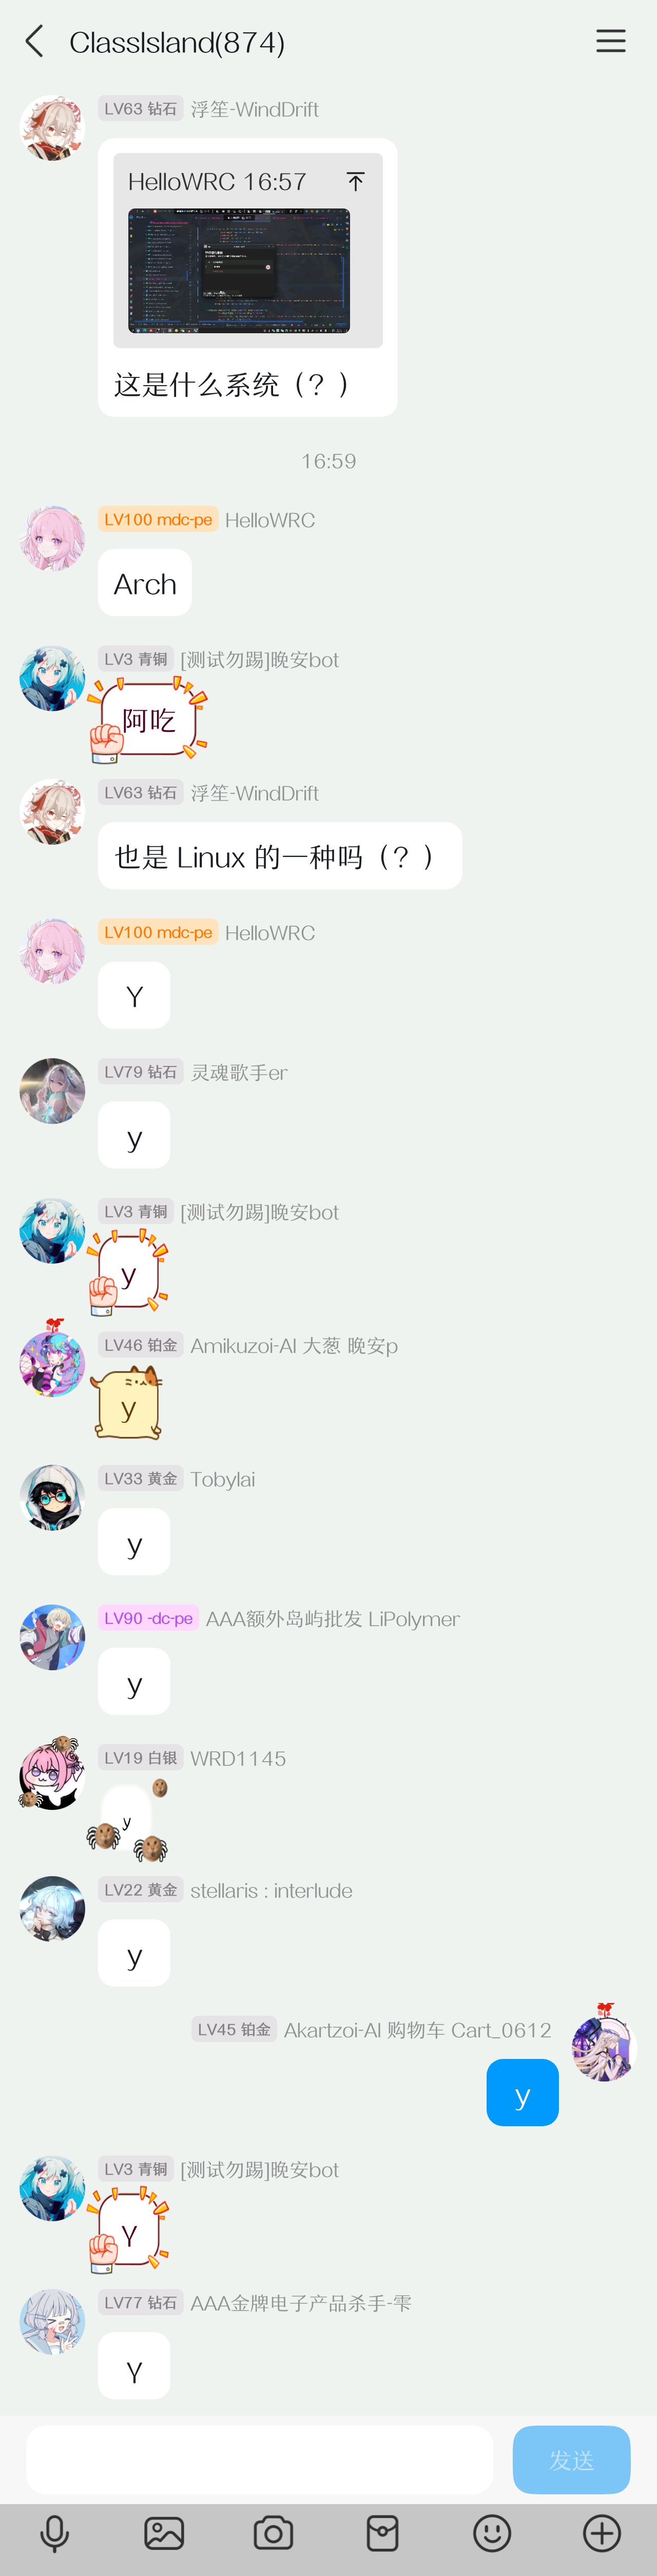 ClassIsland(874)
LV63 钻石 浮笙-WindDrift
HelloWRC 16:57
这是什么系统（？）
16:59
LV100 mdc-pe HelloWRC
Arch
LV3 青铜 [测试勿踢]晚安bot
阿吃
LV63 钻石 浮笙-WindDrift
也是 Linux 的一种吗（？）
LV100 mdc-pe HelloWRC
Y
LV79 钻石 灵魂歌手er
y
LV3 青铜 [测试勿踢]晚安bot
y
LV46 铂金 Amikuzoi-AI 大葱 晚安p
y
LV33 黄金 Tobylai
y
LV90 -dc-pe AAA额外岛屿批发 LiPolymer
y
LV19 白银 WRD1145
y
LV22 黄金 stellaris : interlude
y
LV45 铂金 Akartzoi-AI 购物车 Cart_0612
y
LV3 青铜 [测试勿踢]晚安bot
Y
LV77 钻石 AAA金牌电子产品杀手-雫
Y
发送